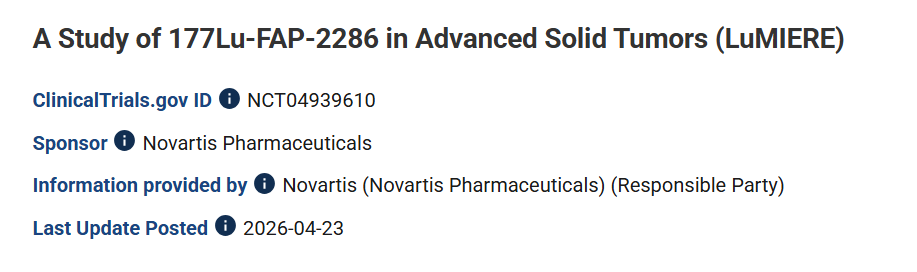 A Study of 177Lu-FAP-2286 in Advanced Solid Tumors (LuMIERE)
ClinicalTrials.gov ID i NCT04939610
Sponsor i Novartis Pharmaceuticals
Information provided by i Novartis (Novartis Pharmaceuticals) (Responsible Party)
Last Update Posted i 2026-04-23